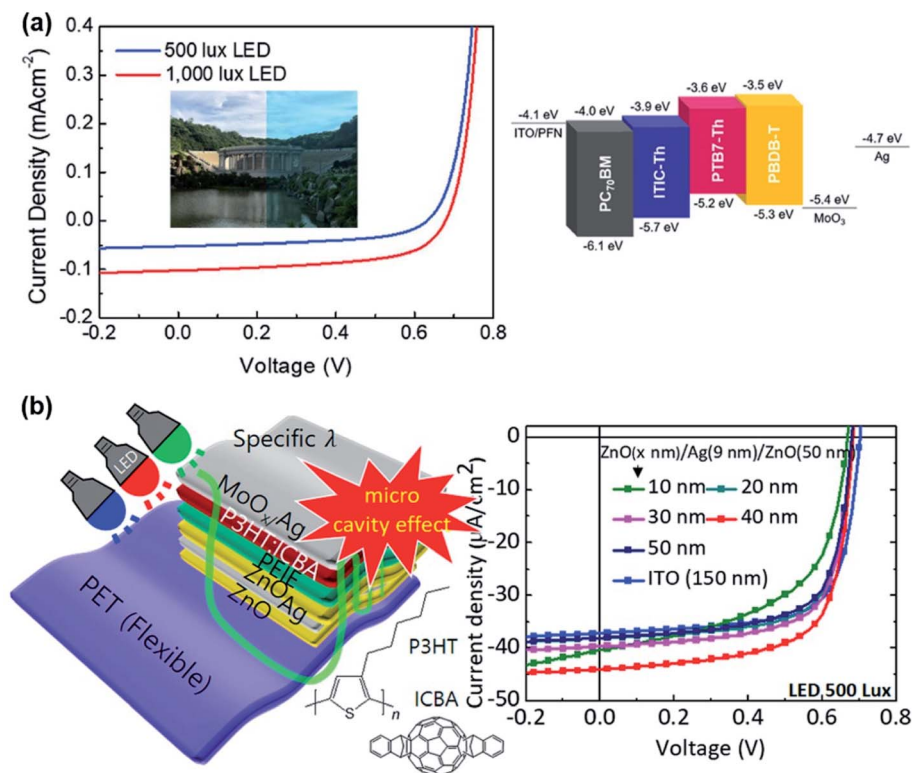 (a)
0.4
0.3
0.2
0.1
0.0
-0.1
-0.2
Current Density (mAcm⁻²)
500 lux LED
1,000 lux LED
-0.2
0.0
0.2
0.4
0.6
0.8
Voltage (V)
-4.1 eV
ITO/PFN
-4.0 eV
PC₇₀BM
-6.1 eV
-3.9 eV
ITIC-Th
-5.7 eV
-3.6 eV
PTB7-Th
-5.2 eV
-3.5 eV
PBDB-T
-5.3 eV
-5.4 eV
MoO₃
-4.7 eV
Ag
(b)
LED
Specific λ
MoOₓ/Ag
P3HT:ICBA
PEIE
ZnOAg
ZnO
PET (Flexible)
micro
cavity effect
P3HT
S
n
ICBA
0
-10
-20
-30
-40
-50
Current density (μA/cm²)
ZnO(x nm)/Ag(9 nm)/ZnO(50 nm)
10 nm
20 nm
30 nm
40 nm
50 nm
ITO (150 nm)
LED,500 Lux
-0.2
0.0
0.2
0.4
0.6
0.8
Voltage (V)